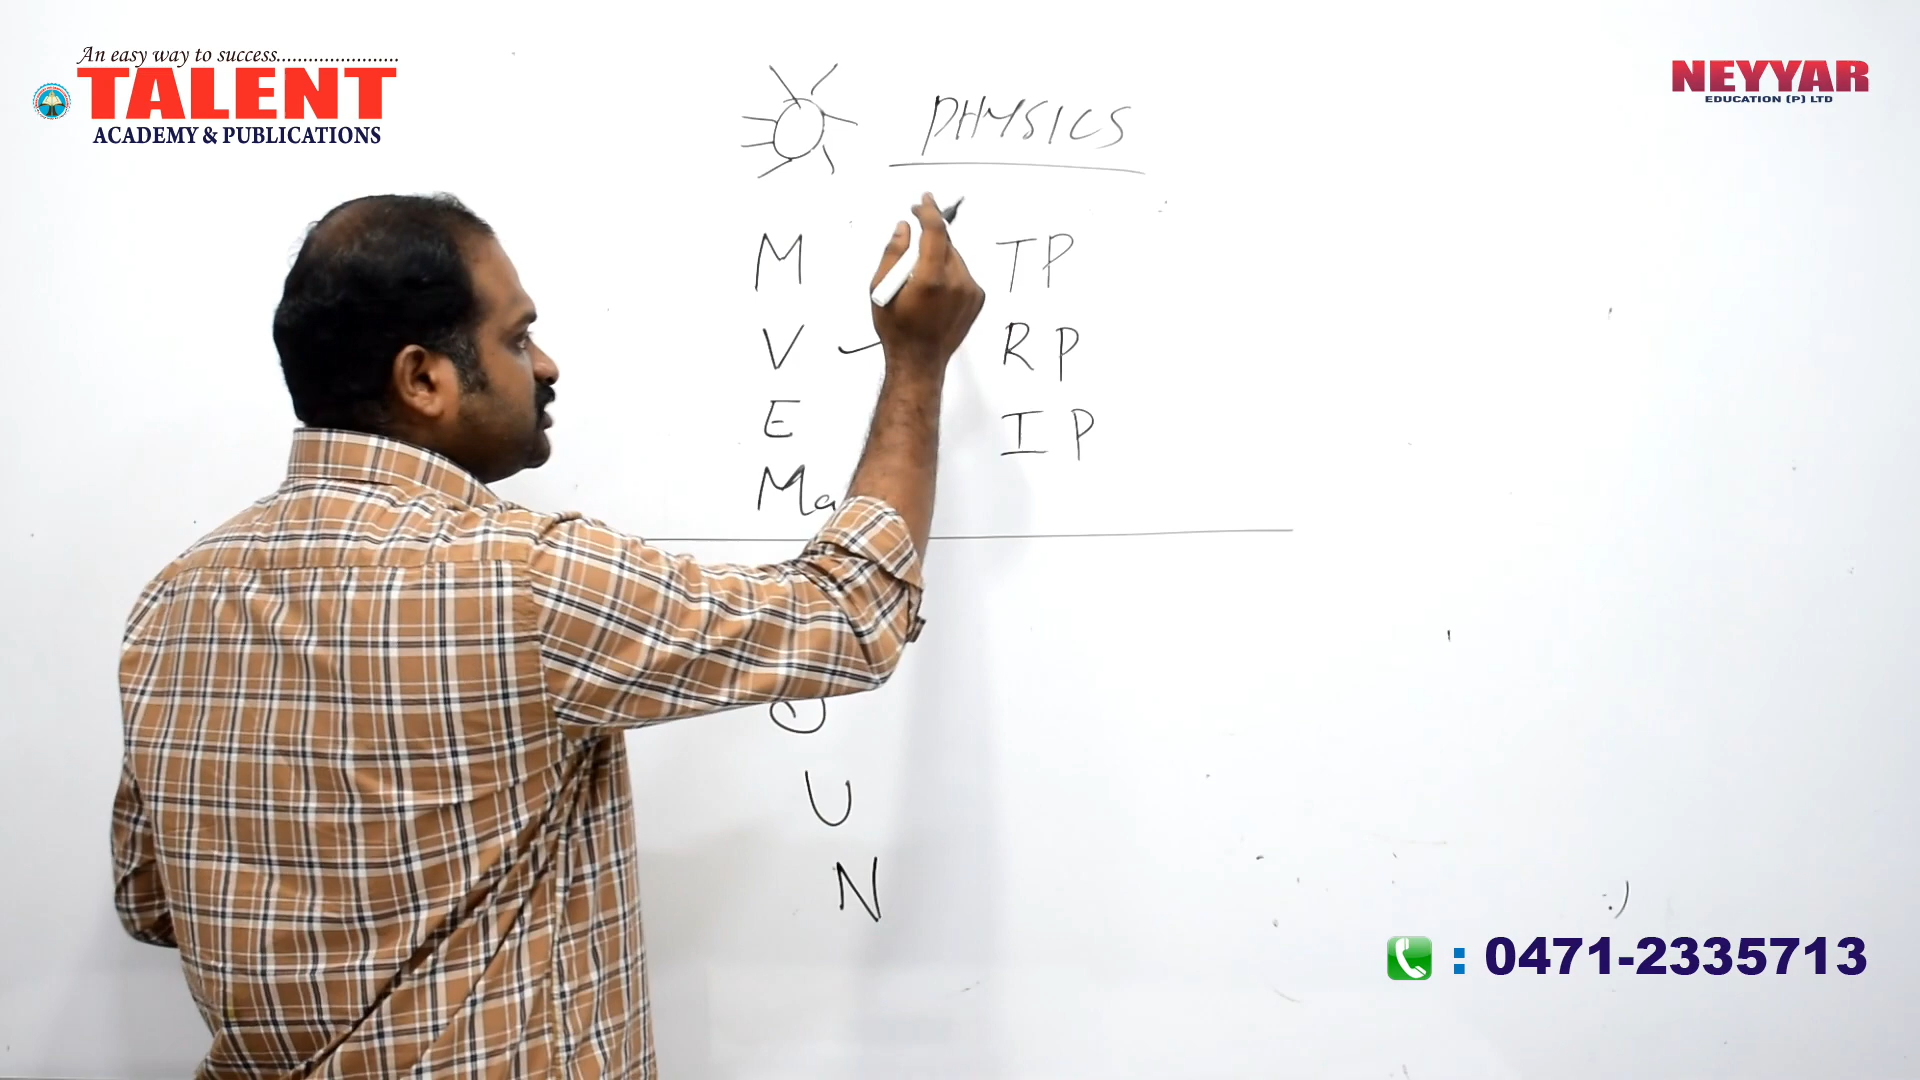 An easy way to success.......................
TALENT
ACADEMY & PUBLICATIONS
NEYYAR
EDUCATION (P) LTD
PHYSICS
M TP
V RP
E IP
Ma
U
N
: 0471-2335713